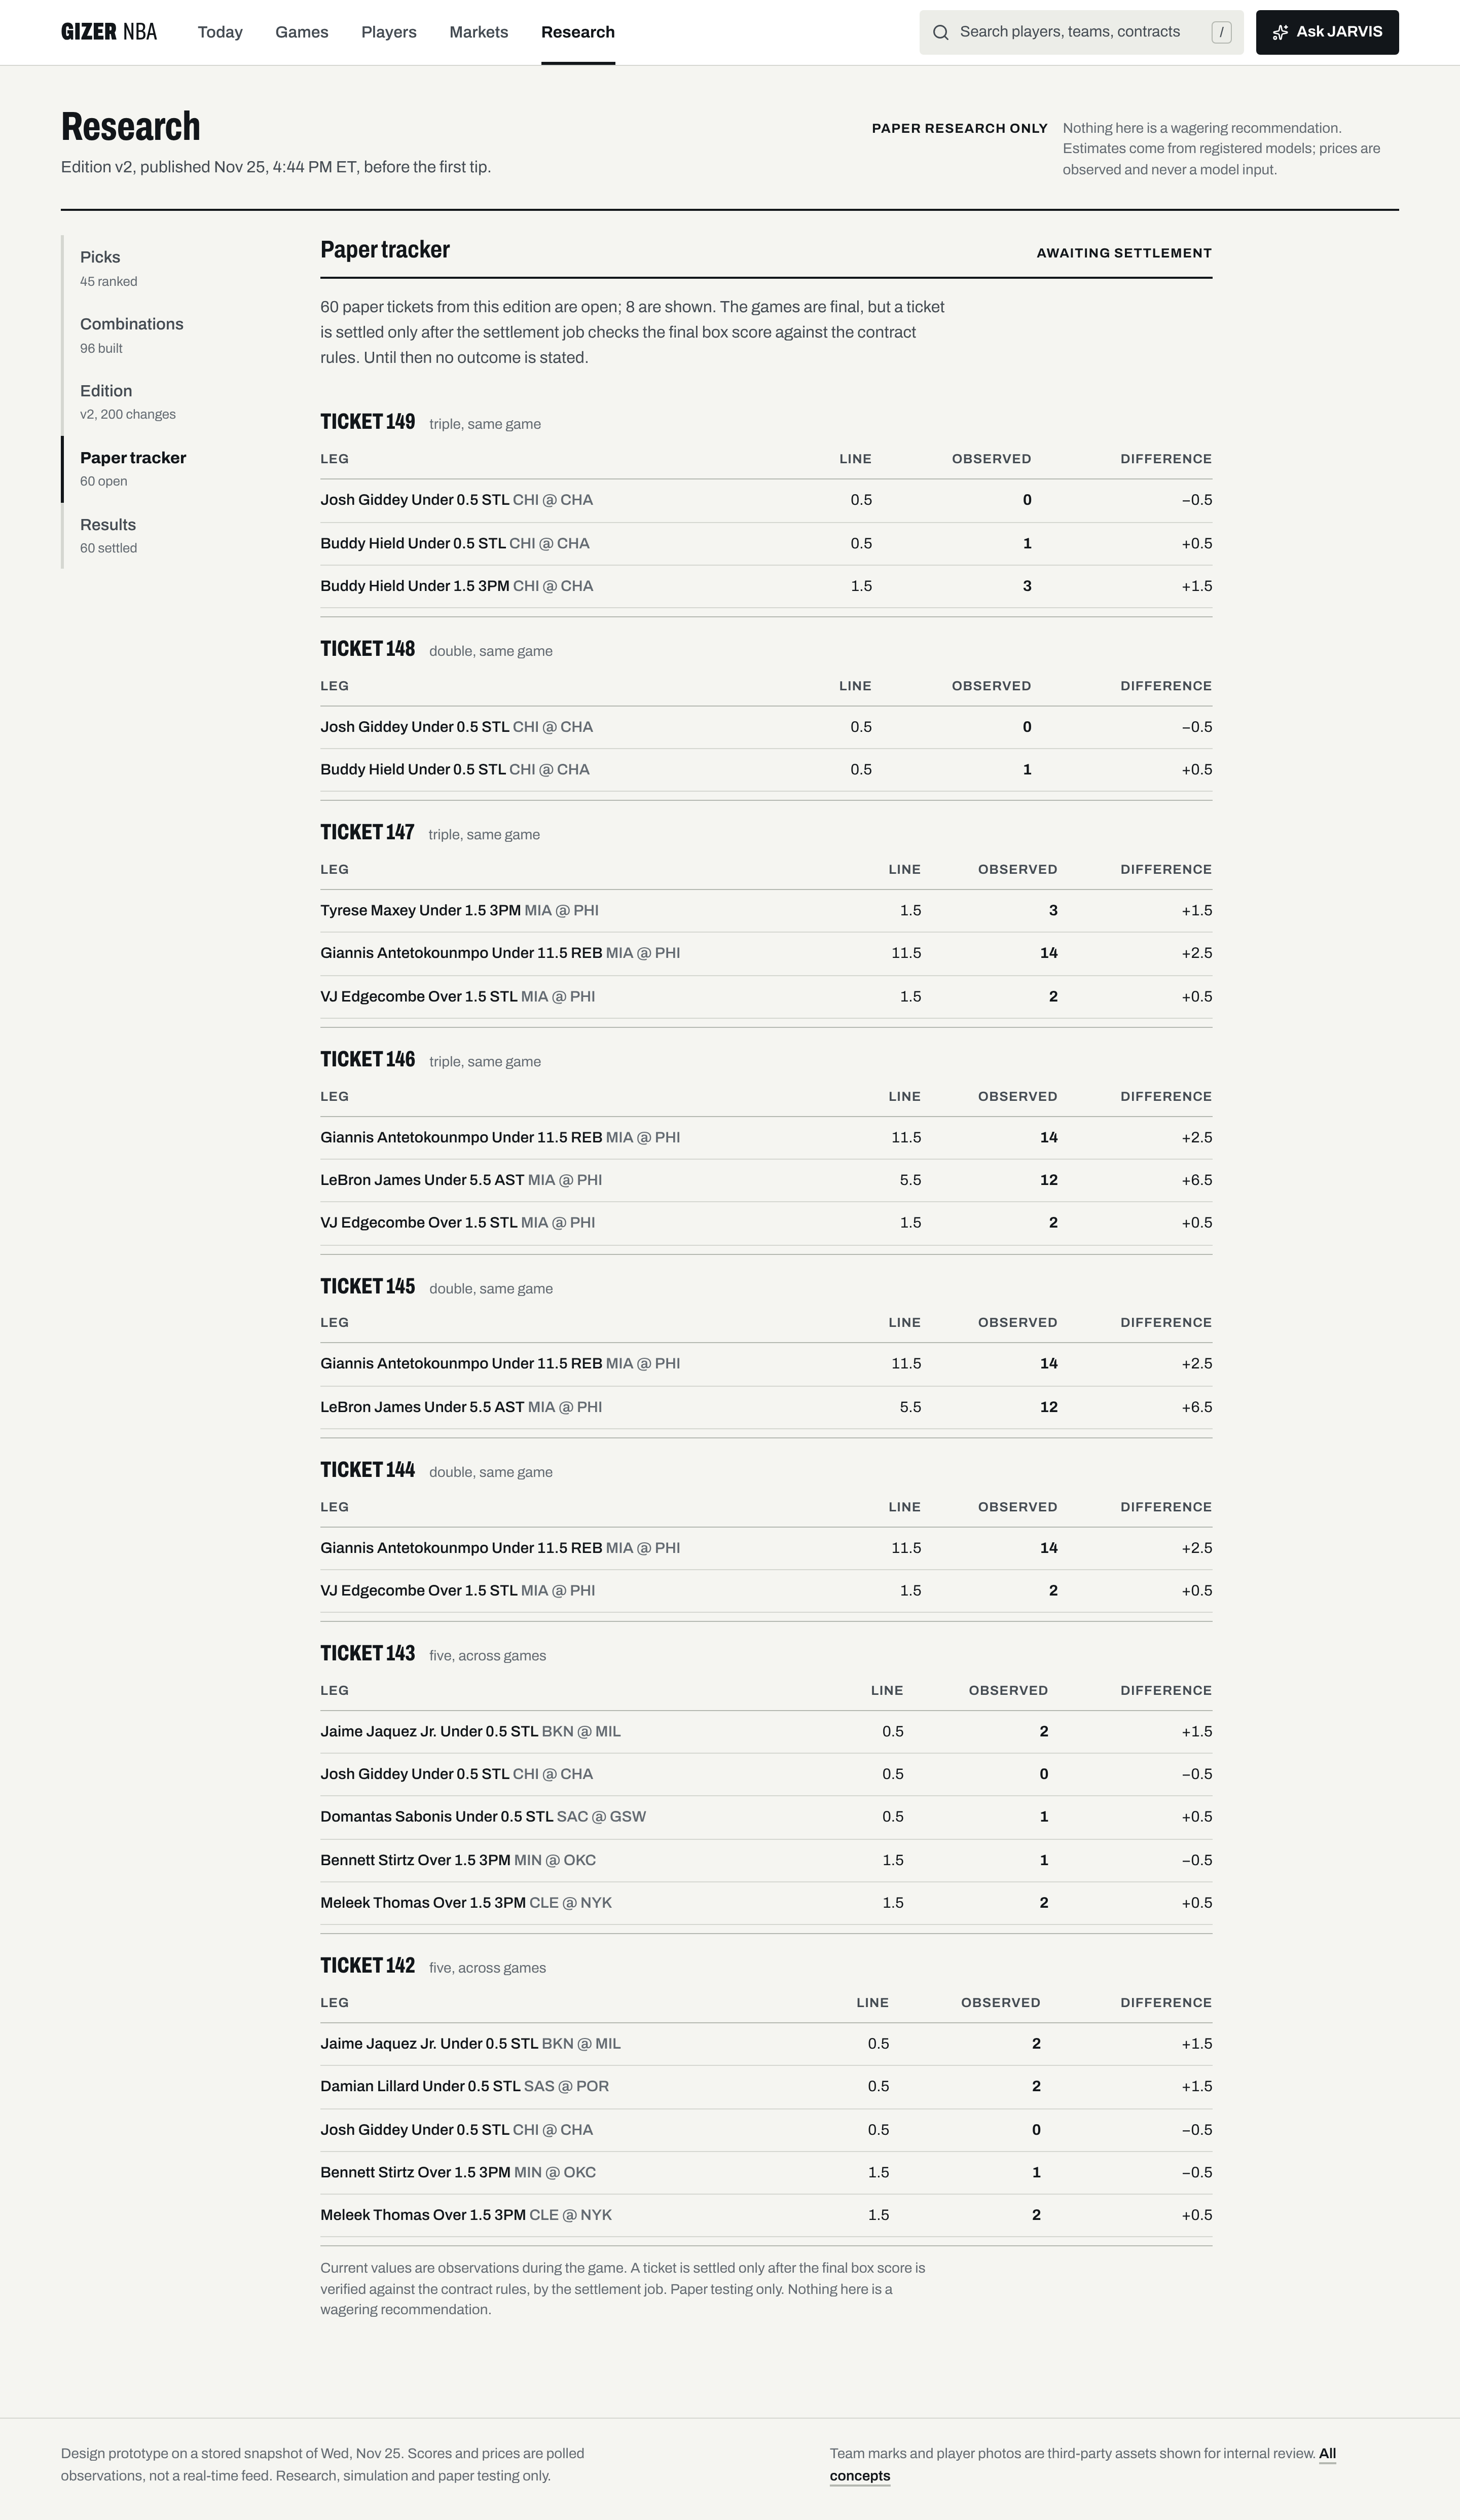 GIZER NBA Today Games Players Markets Research Search players, teams, contracts / Ask JARVIS
Research
Edition v2, published Nov 25, 4:44 PM ET, before the first tip.
PAPER RESEARCH ONLY Nothing here is a wagering recommendation.
Estimates come from registered models; prices are
observed and never a model input.
Picks
45 ranked
Combinations
96 built
Edition
v2, 200 changes
Paper tracker
60 open
Results
60 settled
Paper tracker AWAITING SETTLEMENT
60 paper tickets from this edition are open; 8 are shown. The games are final, but a ticket
is settled only after the settlement job checks the final box score against the contract
rules. Until then no outcome is stated.
TICKET 149 triple, same game
LEG LINE OBSERVED DIFFERENCE
Josh Giddey Under 0.5 STL CHI @ CHA 0.5 0 −0.5
Buddy Hield Under 0.5 STL CHI @ CHA 0.5 1 +0.5
Buddy Hield Under 1.5 3PM CHI @ CHA 1.5 3 +1.5
TICKET 148 double, same game
LEG LINE OBSERVED DIFFERENCE
Josh Giddey Under 0.5 STL CHI @ CHA 0.5 0 −0.5
Buddy Hield Under 0.5 STL CHI @ CHA 0.5 1 +0.5
TICKET 147 triple, same game
LEG LINE OBSERVED DIFFERENCE
Tyrese Maxey Under 1.5 3PM MIA @ PHI 1.5 3 +1.5
Giannis Antetokounmpo Under 11.5 REB MIA @ PHI 11.5 14 +2.5
VJ Edgecombe Over 1.5 STL MIA @ PHI 1.5 2 +0.5
TICKET 146 triple, same game
LEG LINE OBSERVED DIFFERENCE
Giannis Antetokounmpo Under 11.5 REB MIA @ PHI 11.5 14 +2.5
LeBron James Under 5.5 AST MIA @ PHI 5.5 12 +6.5
VJ Edgecombe Over 1.5 STL MIA @ PHI 1.5 2 +0.5
TICKET 145 double, same game
LEG LINE OBSERVED DIFFERENCE
Giannis Antetokounmpo Under 11.5 REB MIA @ PHI 11.5 14 +2.5
LeBron James Under 5.5 AST MIA @ PHI 5.5 12 +6.5
TICKET 144 double, same game
LEG LINE OBSERVED DIFFERENCE
Giannis Antetokounmpo Under 11.5 REB MIA @ PHI 11.5 14 +2.5
VJ Edgecombe Over 1.5 STL MIA @ PHI 1.5 2 +0.5
TICKET 143 five, across games
LEG LINE OBSERVED DIFFERENCE
Jaime Jaquez Jr. Under 0.5 STL BKN @ MIL 0.5 2 +1.5
Josh Giddey Under 0.5 STL CHI @ CHA 0.5 0 −0.5
Domantas Sabonis Under 0.5 STL SAC @ GSW 0.5 1 +0.5
Bennett Stirtz Over 1.5 3PM MIN @ OKC 1.5 1 −0.5
Meleek Thomas Over 1.5 3PM CLE @ NYK 1.5 2 +0.5
TICKET 142 five, across games
LEG LINE OBSERVED DIFFERENCE
Jaime Jaquez Jr. Under 0.5 STL BKN @ MIL 0.5 2 +1.5
Damian Lillard Under 0.5 STL SAS @ POR 0.5 2 +1.5
Josh Giddey Under 0.5 STL CHI @ CHA 0.5 0 −0.5
Bennett Stirtz Over 1.5 3PM MIN @ OKC 1.5 1 −0.5
Meleek Thomas Over 1.5 3PM CLE @ NYK 1.5 2 +0.5
Current values are observations during the game. A ticket is settled only after the final box score is
verified against the contract rules, by the settlement job. Paper testing only. Nothing here is a
wagering recommendation.
Design prototype on a stored snapshot of Wed, Nov 25. Scores and prices are polled
observations, not a real-time feed. Research, simulation and paper testing only.
Team marks and player photos are third-party assets shown for internal review. All
concepts